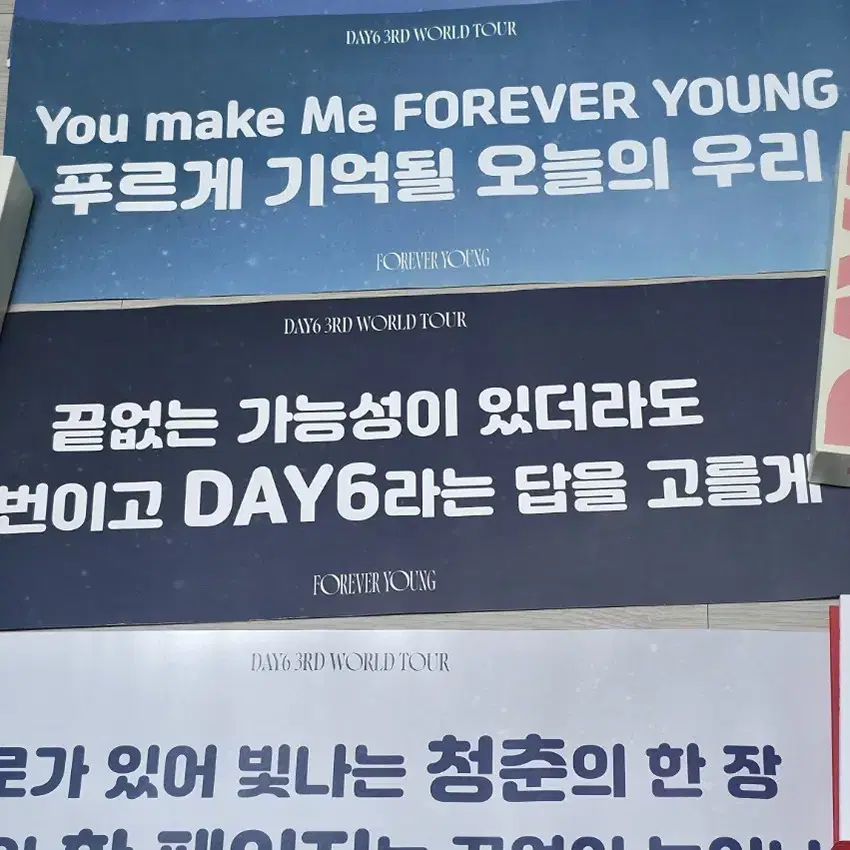 DAY6 3RD WORLD TOUR
You make Me FOREVER YOUNG
푸르게 기억될 오늘의 우리
FOREVER YOUNG
DAY6 3RD WORLD TOUR
끝없는 가능성이 있더라도
번이고 DAY6라는 답을 고를게
FOREVER YOUNG
DAY6 3RD WORLD TOUR
있어 빛나는 청춘의 한 장